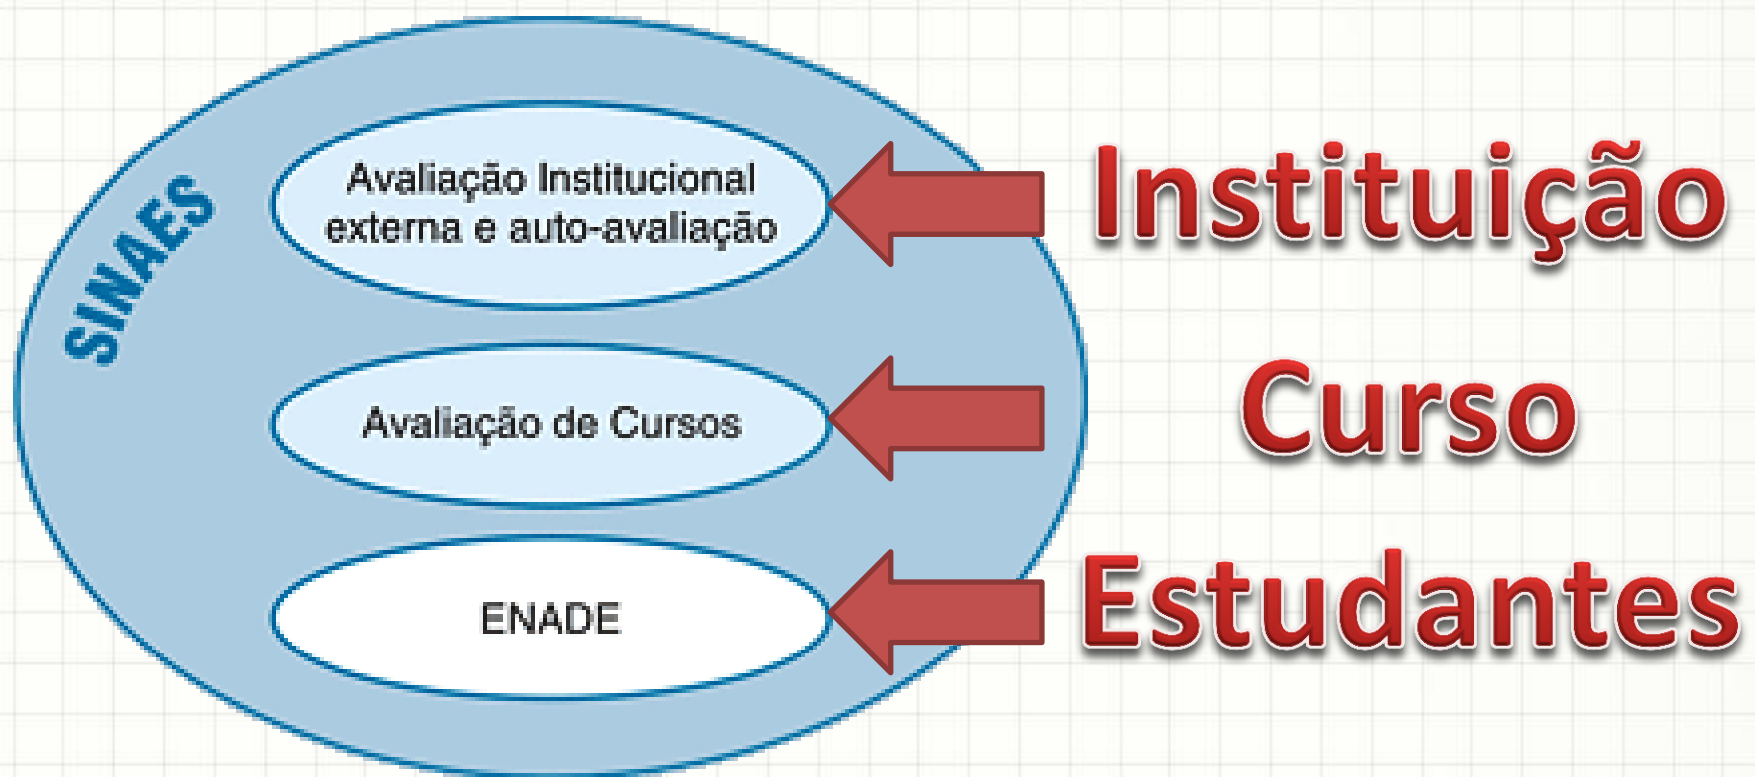 SINAES
Avaliação Institucional
externa e auto-avaliação
Instituição
Avaliação de Cursos
Curso
ENADE
Estudantes